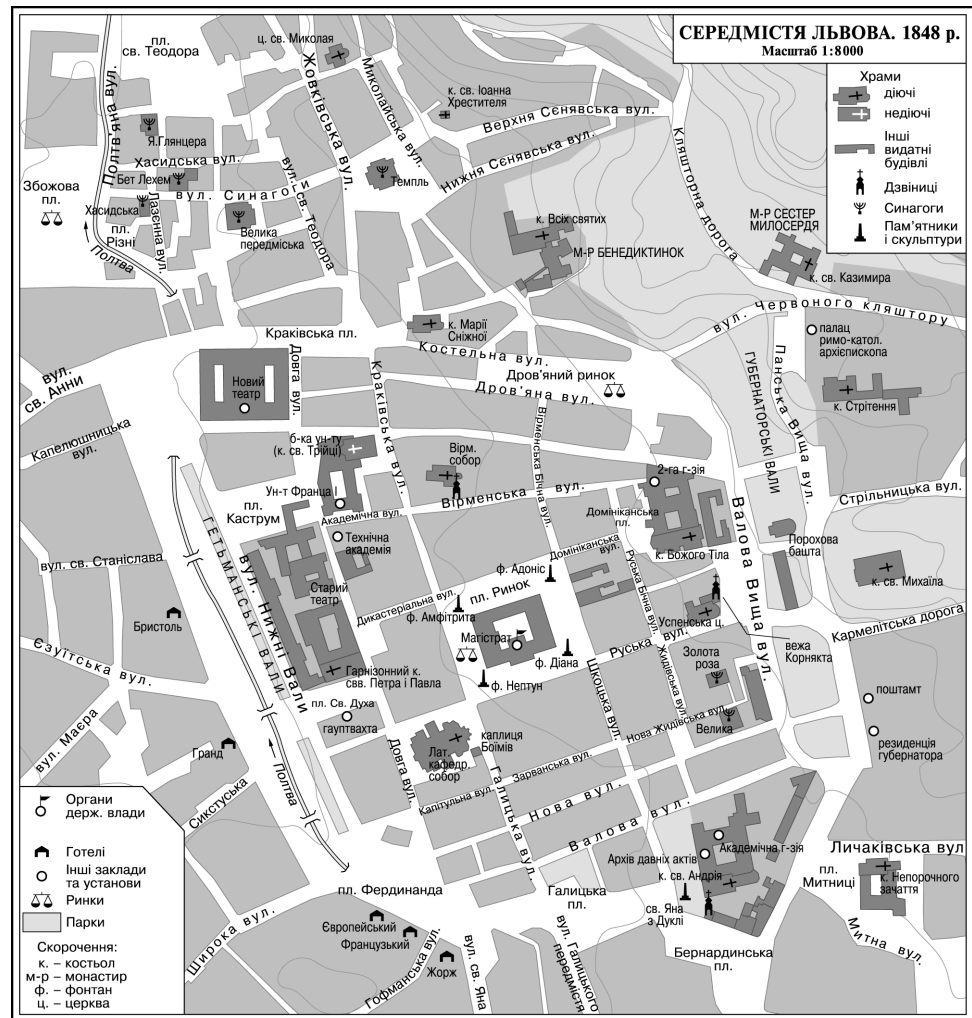 СЕРЕДМІСТЯ ЛЬВОВА. 1848 р.
Масштаб 1:8000
Храми
діючі
недіючі
Інші
видатні
будівлі
Дзвіниці
Синагоги
Пам'ятники
і скульптури
пл.
св. Теодора
ц. св. Миколая
Жовківська вул.
Миколайська вул.
к. св. Іоанна
Хрестителя
Верхня Сєнявська вул.
Нижня Сєнявська вул.
Кляшторна дорога
Полтв'яна вул.
Я.Глянцера
Хасидська вул.
Бет Лехем
вул. Синагоги
вул. св. Теодора
Темпль
Збожова
пл.
Хасидська
Лазенна вул.
Велика
передміська
пл.
Різні
Полтва
к. Всіх святих
М-Р БЕНЕДИКТИНОК
М-Р СЕСТЕР
МИЛОСЕРДЯ
к. св. Казимира
вул. Червоного кляштору
Краківська пл.
к. Марії
Сніжної
Костельна вул.
палац
римо-катол.
архієпископа
вул.
св. Анни
Новий
театр
Довга вул.
Краківська вул.
Дров'яний ринок
Дров'яна вул.
ГУБЕРНАТОРСЬКІ ВАЛИ
Панська Вища вул.
к. Стрітення
Капелюшницька
вул.
б-ка ун-ту
(к. св. Трійці)
Вірм.
собор
Вірменська Бічна вул.
2-га г-зія
Ун-т Франца І
Вірменська вул.
Стрільницька вул.
пл.
Каструм
Академічна вул.
Домініканська
пл.
Валова Вища вул.
ГЕТЬМАНСЬКІ ВАЛИ
вул. Нижні Вали
Технічна
академія
Домініканська
вул.
к. Божого Тіла
Порохова
башта
вул. св. Станіслава
ф. Адоніс
Руська Бічна вул.
к. св. Михаїла
Старий
театр
Дикастеріальна вул.
пл. Ринок
Бристоль
ф. Амфітрита
Успенська ц.
Кармелітська дорога
Магістрат
Руська вул.
вежа
Корнякта
Єзуїтська вул.
ф. Діана
Шкоцька вул.
Жидівська вул.
Золота
роза
Гарнізонний к.
свв. Петра і Павла
ф. Нептун
поштамт
пл. Св. Духа
гауптвахта
каплиця
Боїмів
Нова Жидівська вул.
Велика
вул. Маєра
Гранд
Полтва
Довга вул.
Лат.
кафедр.
собор
Зарванська вул.
резиденція
губернатора
Сикстуська
Капітульна вул.
Галицька вул.
Нова вул.
Валова вул.
Академічна г-зія
Личаківська вул
Архів давніх актів
пл.
Митниці
к. Непорочного
зачаття
пл. Фердинанда
Галицька
пл.
к. св. Андрія
Широка вул.
Європейський
Французький
св. Яна
з Дуклі
Бернардинська
пл.
Митна вул.
Жорж
Гофманська вул.
вул. св. Яна
вул. Галицького
передмістя
Органи
держ. влади
Готелі
Інші заклади
та установи
Ринки
Парки
Скорочення:
к. – костьол
м-р – монастир
ф. – фонтан
ц. – церква